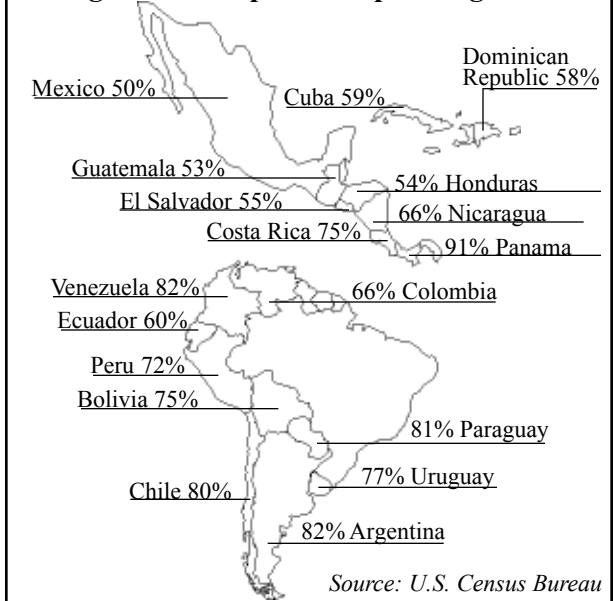 Dominican
Republic 58%
Mexico 50%
Cuba 59%
Guatemala 53%
54% Honduras
El Salvador 55%
66% Nicaragua
Costa Rica 75%
91% Panama
Venezuela 82%
66% Colombia
Ecuador 60%
Peru 72%
Bolivia 75%
81% Paraguay
77% Uruguay
Chile 80%
82% Argentina
Source: U.S. Census Bureau